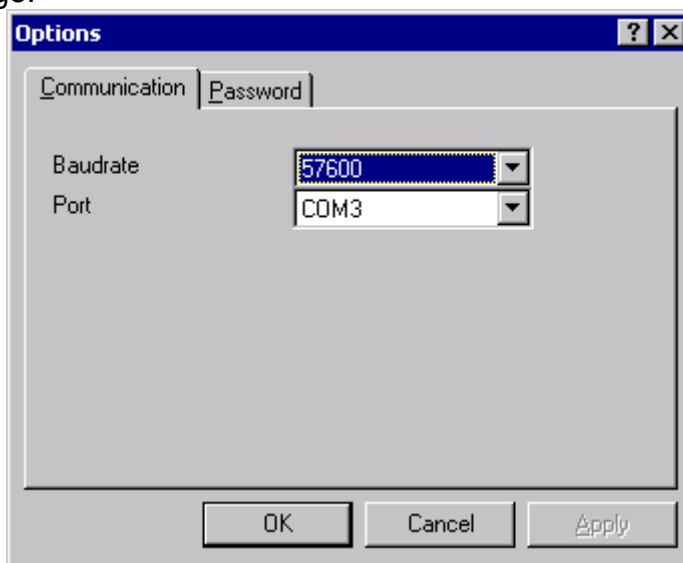 Options
Communication Password
Baudrate 57600
Port COM3
OK Cancel Apply